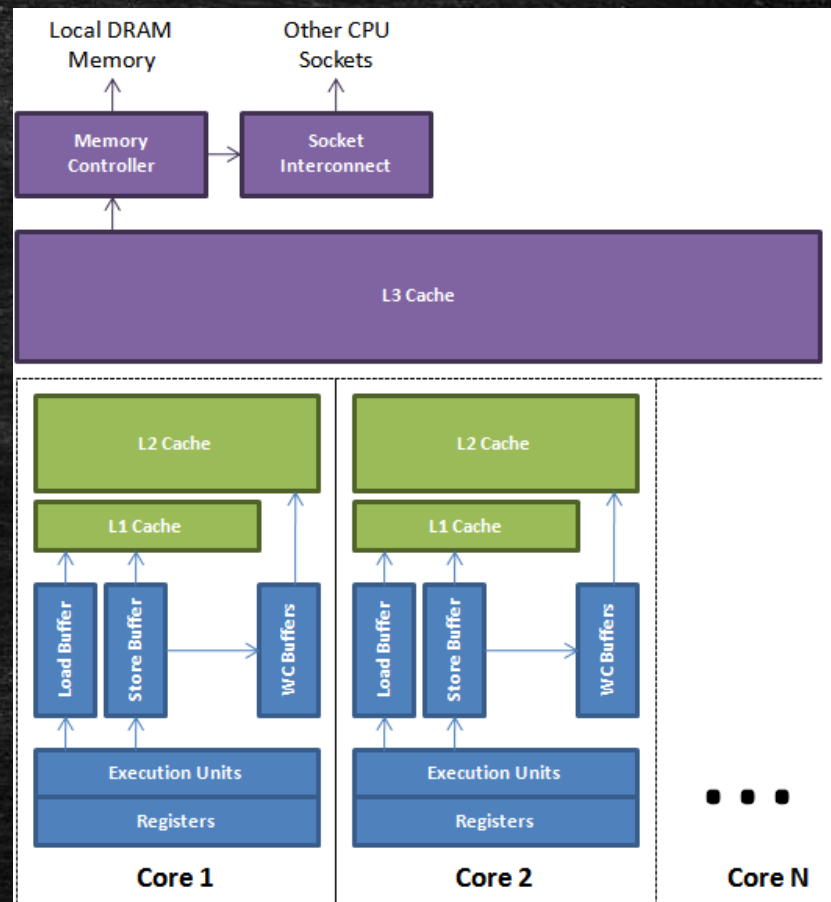 Local DRAM
Memory
Other CPU
Sockets
Memory
Controller
Socket
Interconnect
L3 Cache
L2 Cache
L1 Cache
Load Buffer
Store Buffer
WC Buffers
Execution Units
Registers
Core 1
L2 Cache
L1 Cache
Load Buffer
Store Buffer
WC Buffers
Execution Units
Registers
Core 2
...
Core N